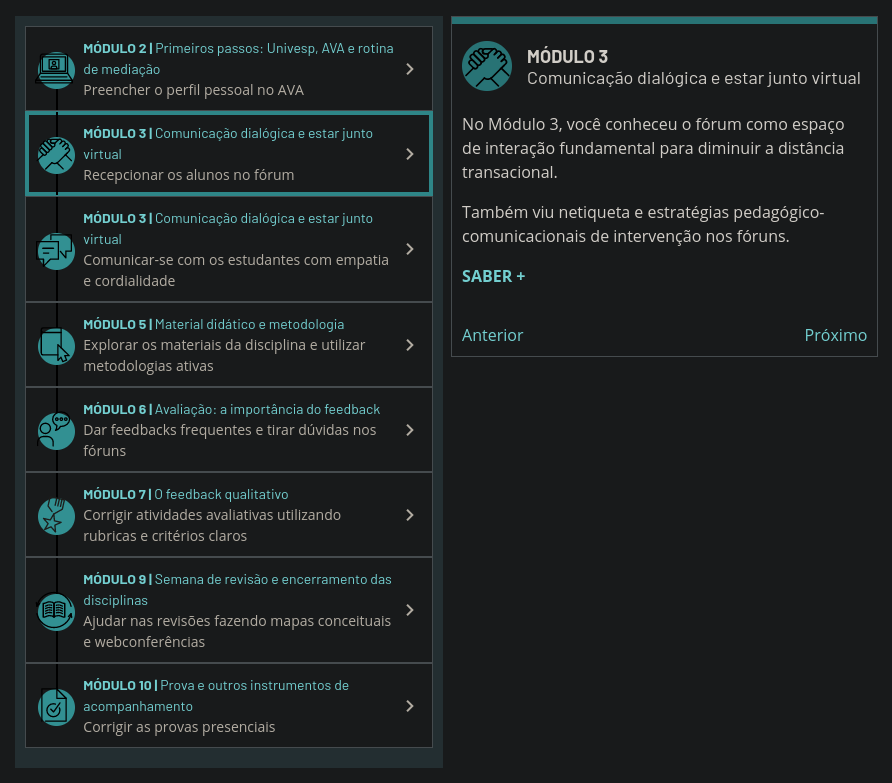 MÓDULO 2 | Primeiros passos: Univesp, AVA e rotina
de mediação
Preencher o perfil pessoal no AVA
MÓDULO 3 | Comunicação dialógica e estar junto
virtual
Recepcionar os alunos no fórum
MÓDULO 3 | Comunicação dialógica e estar junto
virtual
Comunicar-se com os estudantes com empatia
e cordialidade
MÓDULO 5 | Material didático e metodologia
Explorar os materiais da disciplina e utilizar
metodologias ativas
MÓDULO 6 | Avaliação: a importância do feedback
Dar feedbacks frequentes e tirar dúvidas nos
fóruns
MÓDULO 7 | O feedback qualitativo
Corrigir atividades avaliativas utilizando
rubricas e critérios claros
MÓDULO 9 | Semana de revisão e encerramento das
disciplinas
Ajudar nas revisões fazendo mapas conceituais
e webconferências
MÓDULO 10 | Prova e outros instrumentos de
acompanhamento
Corrigir as provas presenciais
MÓDULO 3
Comunicação dialógica e estar junto virtual
No Módulo 3, você conheceu o fórum como espaço
de interação fundamental para diminuir a distância
transacional.
Também viu netiqueta e estratégias pedagógico-
comunicacionais de intervenção nos fóruns.
SABER +
Anterior
Próximo